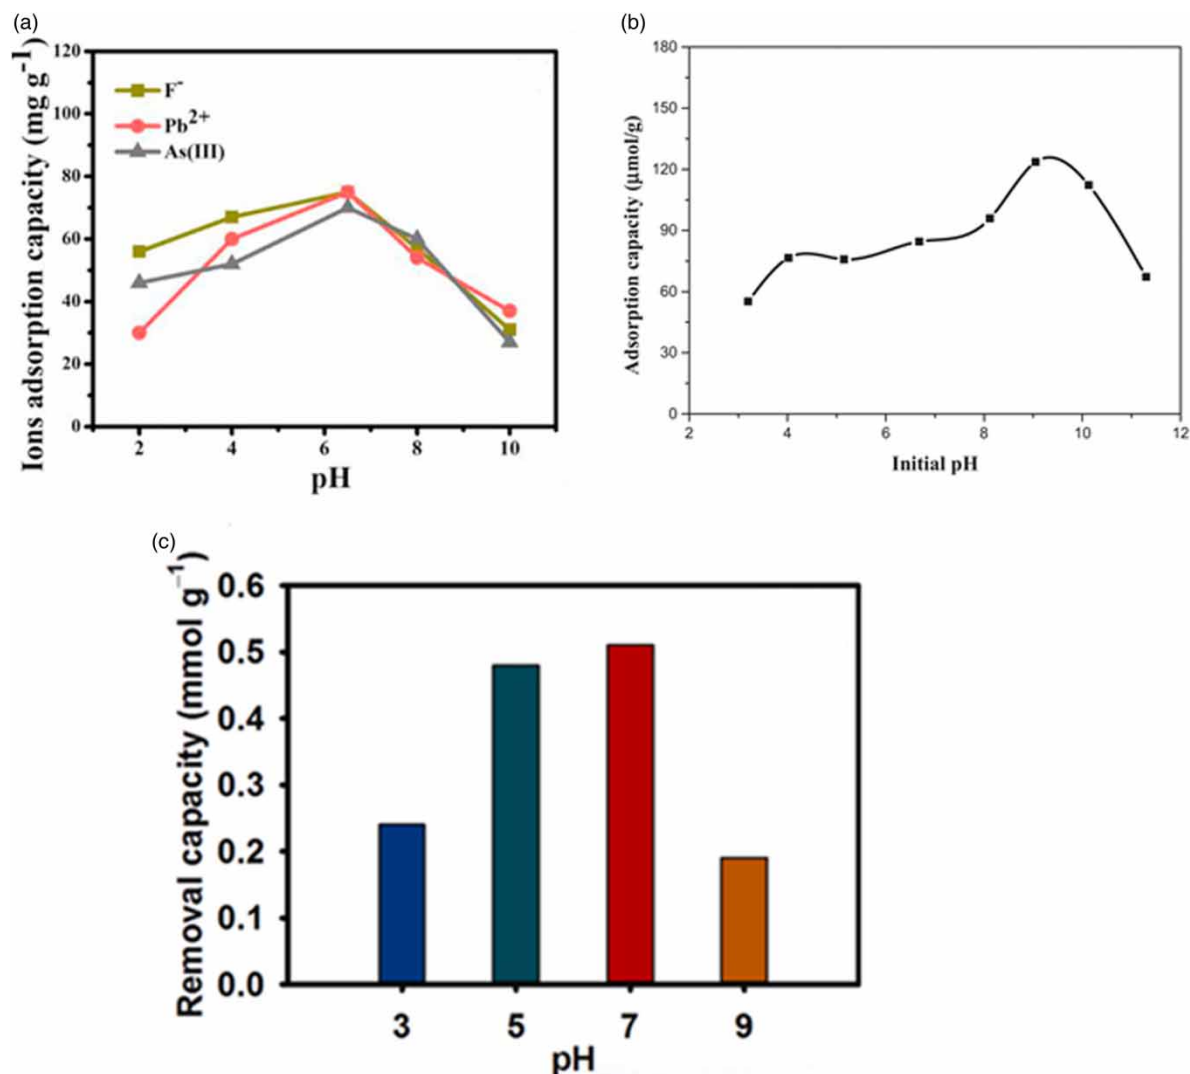 (a)
Ions adsorption capacity (mg g⁻¹)
120
100
80
60
40
20
0
F⁻
Pb²⁺
As(III)
2 4 6 8 10
pH
(b)
Adsorption capacity (μmol/g)
180
150
120
90
60
30
0
2 4 6 8 10 12
Initial pH
(c)
Removal capacity (mmol g⁻¹)
0.6
0.5
0.4
0.3
0.2
0.1
0.0
3 5 7 9
pH